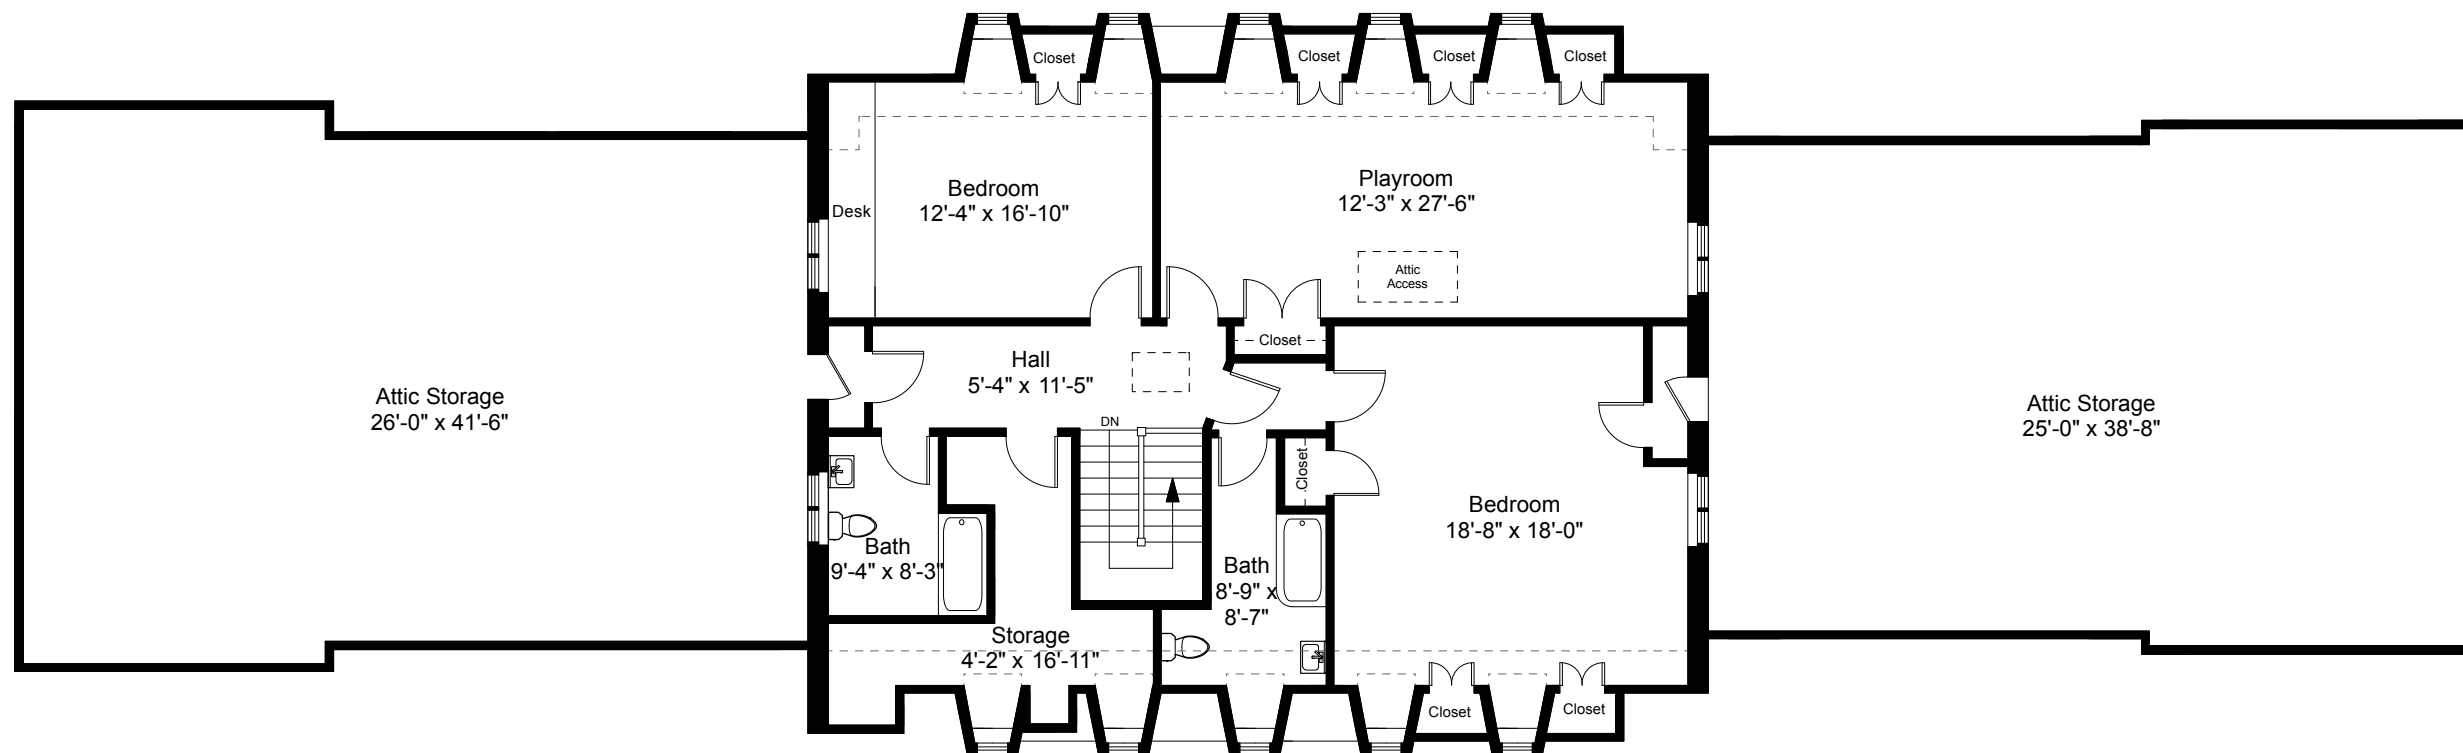 Closet
Closet
Closet
Closet
Desk
Bedroom
12'-4" x 16'-10"
Playroom
12'-3" x 27'-6"
Attic
Access
Closet
Hall
5'-4" x 11'-5"
Attic Storage
26'-0" x 41'-6"
Attic Storage
25'-0" x 38'-8"
DN
Closet
Bedroom
18'-8" x 18'-0"
Bath
9'-4" x 8'-3"
Bath
8'-9" x
8'-7"
Storage
4'-2" x 16'-11"
Closet
Closet